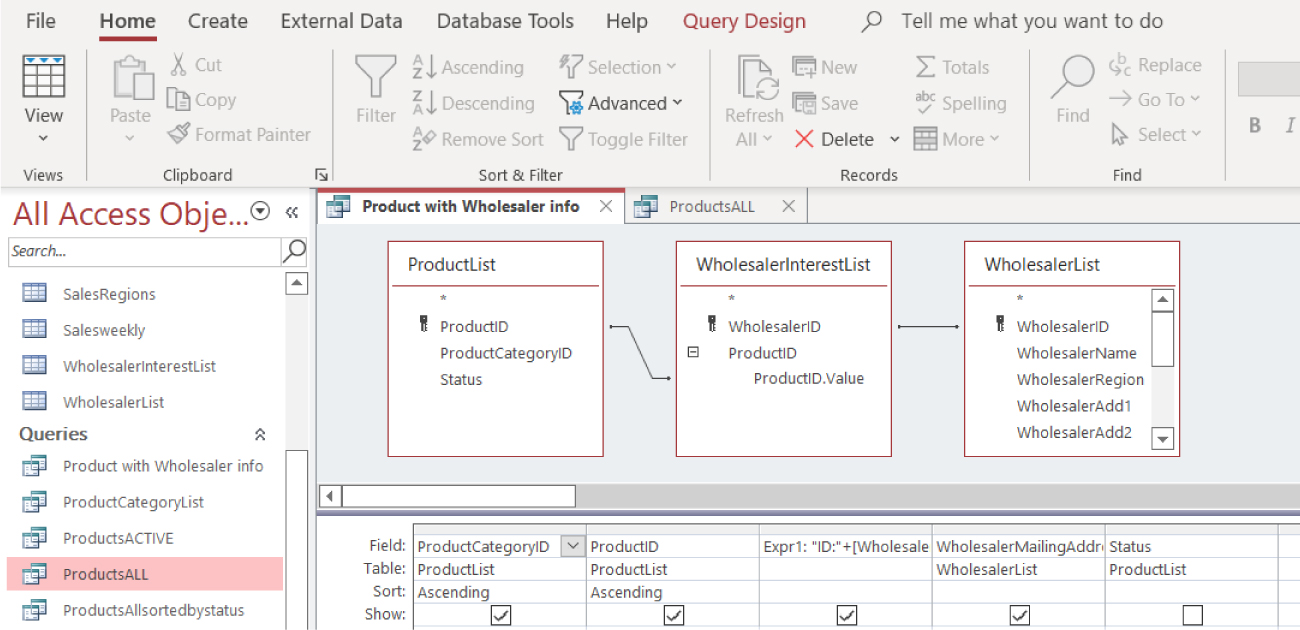 File Home Create External Data Database Tools Help Query Design Tell me what you want to do
View
Views
Paste
Cut
Copy
Format Painter
Clipboard
Filter
Ascending
Descending
Remove Sort
Selection
Advanced
Toggle Filter
Sort & Filter
Refresh
All
New
Save
Delete
Totals
Spelling
More
Records
Find
Replace
Go To
Select
Find
B I
All Access Obje...
Search...
SalesRegions
Salesweekly
WholesalerInterestList
WholesalerList
Queries
Product with Wholesaler info
ProductCategoryList
ProductsACTIVE
ProductsALL
ProductsAllsortedbystatus
Product with Wholesaler info
ProductsALL
ProductList
*
ProductID
ProductCategoryID
Status
WholesalerInterestList
*
WholesalerID
ProductID
ProductID.Value
WholesalerList
*
WholesalerID
WholesalerName
WholesalerRegion
WholesalerAdd1
WholesalerAdd2
Field: ProductCategoryID ProductID Expr1: "ID:"+[Wholesale WholesalerMailingAddr Status
Table: ProductList ProductList WholesalerList ProductList
Sort: Ascending Ascending
Show: